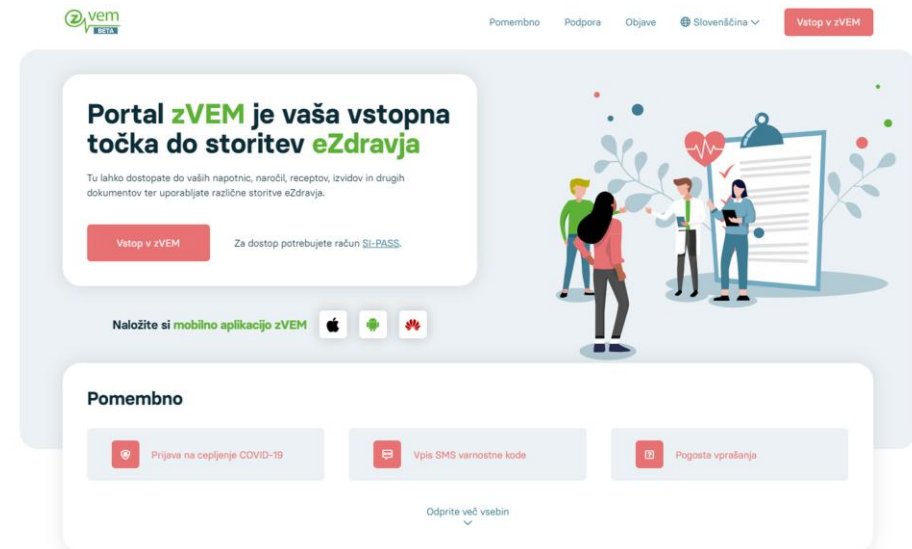 zvem
BETA
Pomembno
Podpora
Objave
Slovenščina
Vstop v zVEM
Portal zVEM je vaša vstopna
točka do storitev eZdravja
Tu lahko dostopate do vaših napotnic, naročil, receptov, izvidov in drugih
dokumentov ter uporabljate različne storitve eZdravja.
Vstop v zVEM
Za dostop potrebujete račun SI-PASS.
Naložite si mobilno aplikacijo zVEM
Pomembno
Prijava na cepljenje COVID-19
Vpis SMS varnostne kode
Pogosta vprašanja
Odprite več vsebin